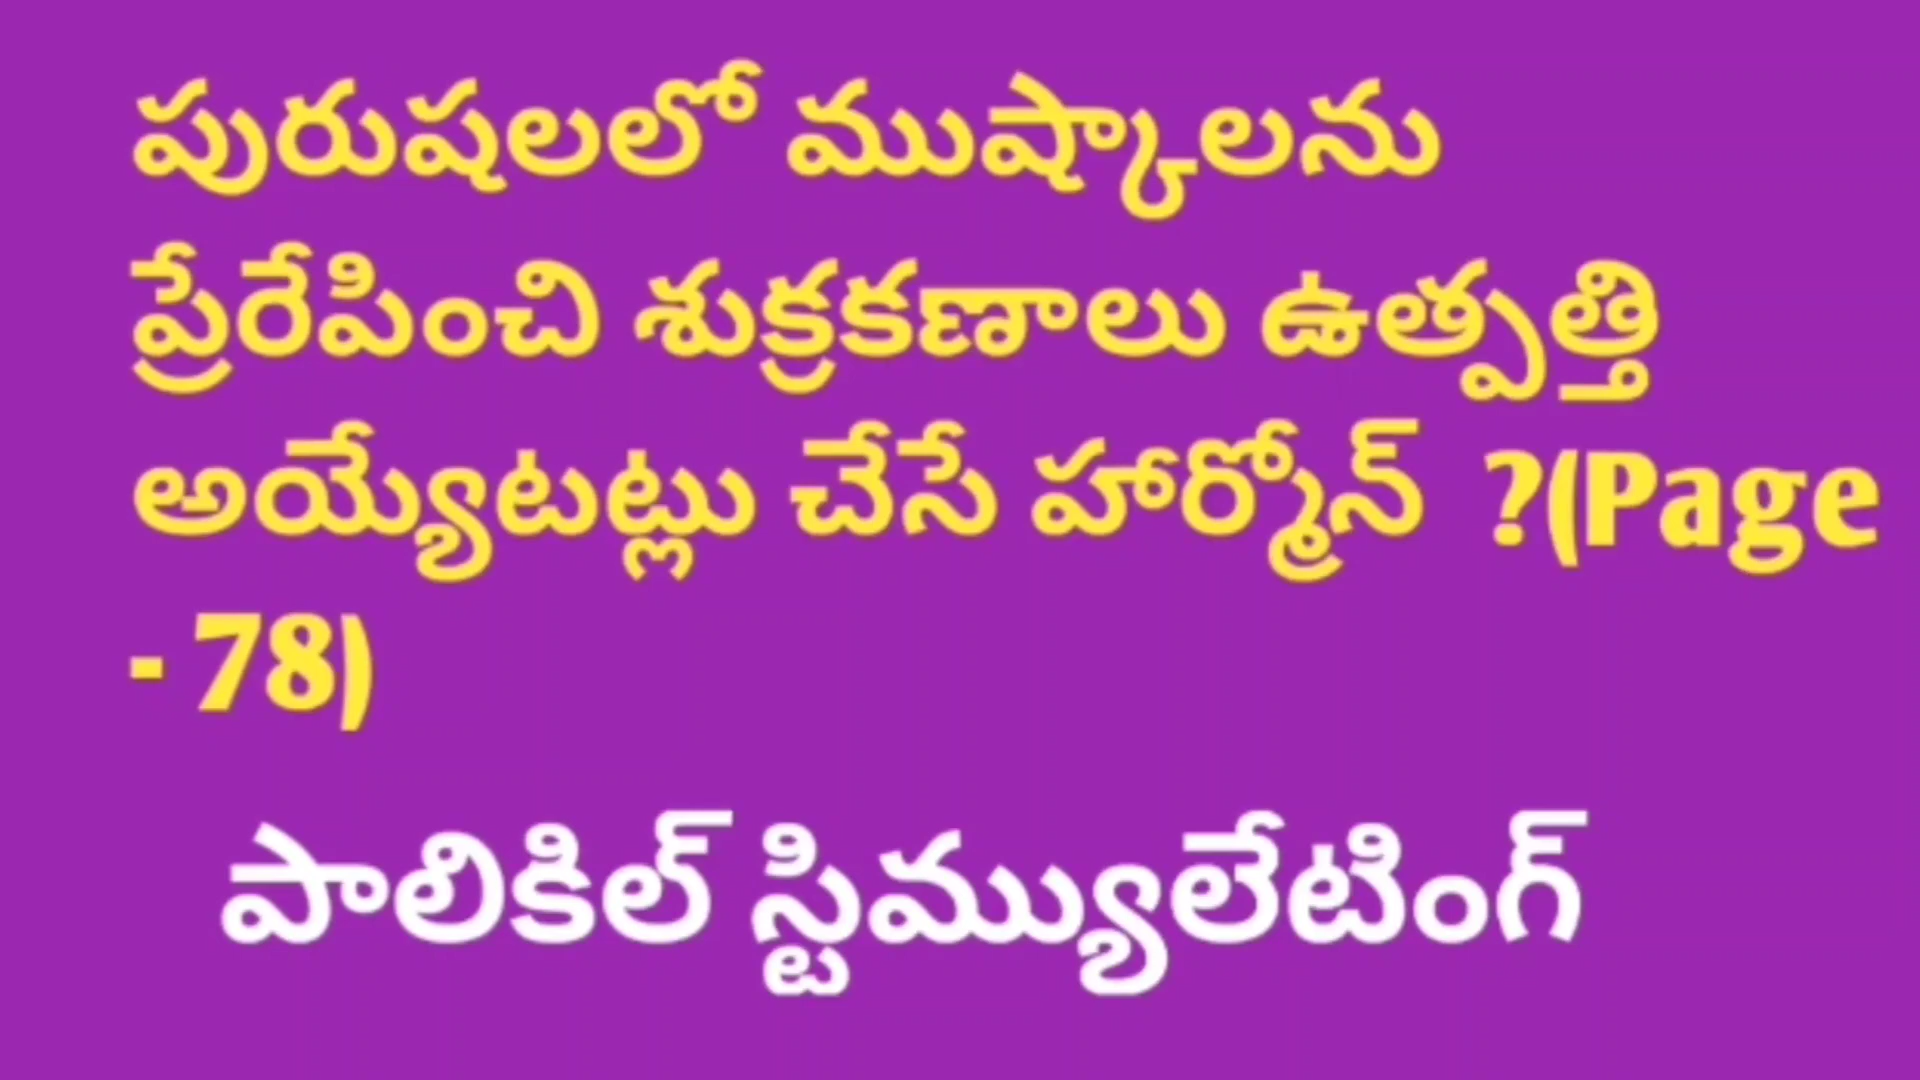 పురుషలలో ముష్కాలను
ప్రేరేపించి శుక్రకణాలు ఉత్పత్తి
అయ్యేటట్లు చేసే హార్మోన్ ?(Page
- 78)
పాలికిల్ స్టిమ్యులేటింగ్